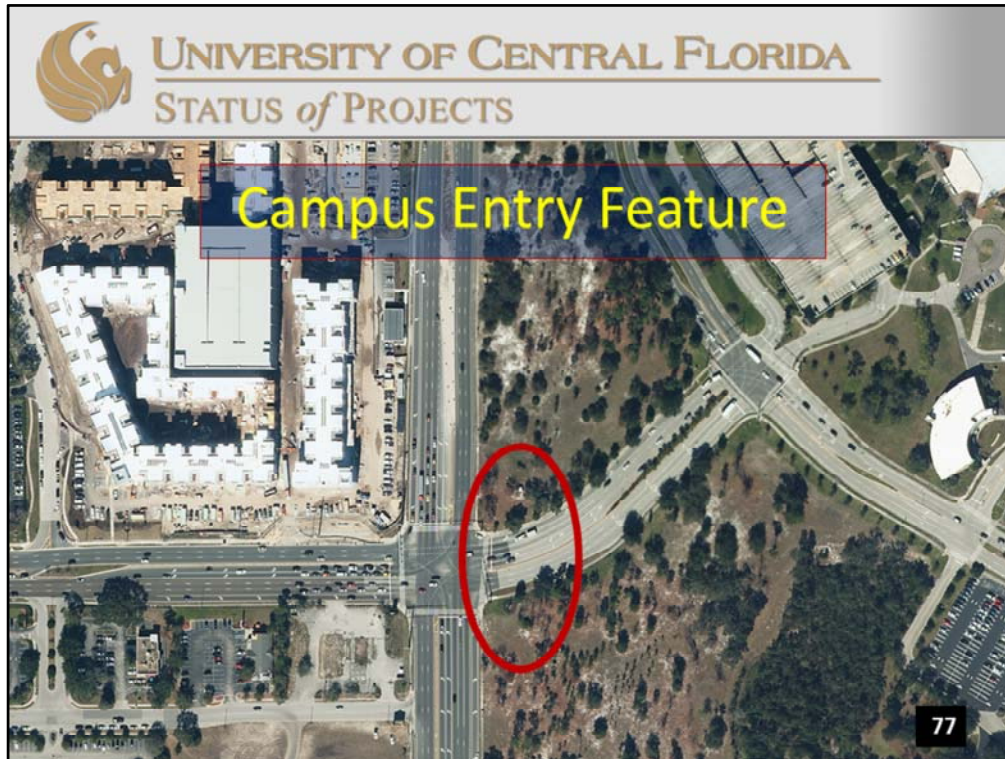 UNIVERSITY OF CENTRAL FLORIDA
STATUS of PROJECTS
Campus Entry Feature
77